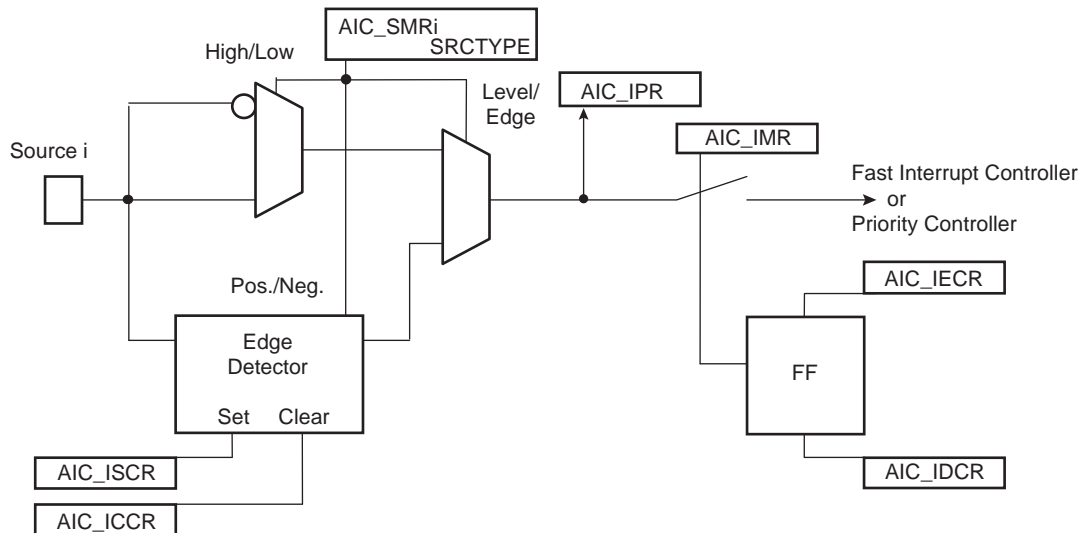 AIC_SMRi
SRCTYPE
High/Low
Level/
Edge
AIC_IPR
AIC_IMR
Source i
Fast Interrupt Controller
or
Priority Controller
Pos./Neg.
AIC_IECR
Edge
Detector
FF
Set Clear
AIC_ISCR
AIC_IDCR
AIC_ICCR